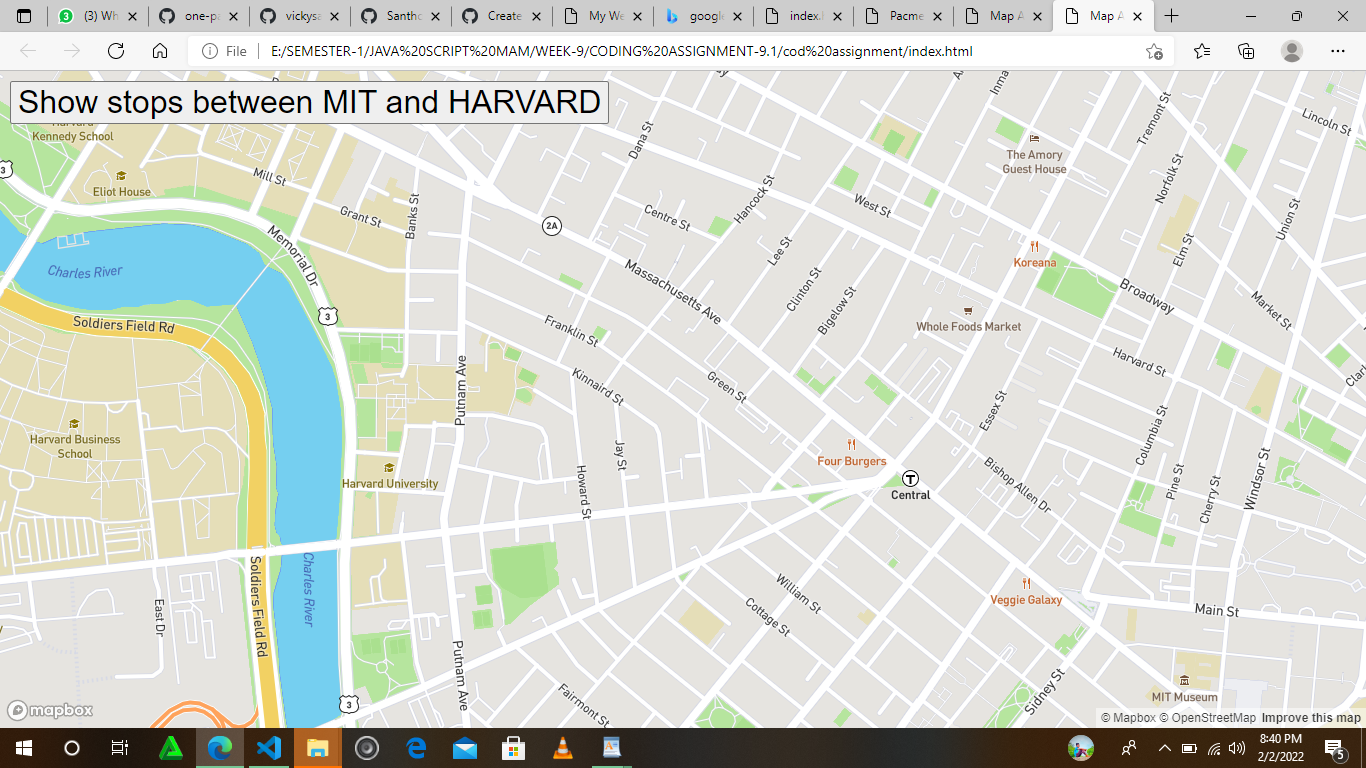 (3) Wh
one-pa
vickysa
Santho
Create
My We
google
index.l
Pacme
Map A
Map A
File
E:/SEMESTER-1/JAVA%20SCRIPT%20MAM/WEEK-9/CODING%20ASSIGNMENT-9.1/cod%20assignment/index.html
Show stops between MIT and HARVARD
Kennedy School
Eliot House
Mill St
Grant St
Banks St
Memorial Dr
3
3
3
Charles River
Soldiers Field Rd
Harvard Business
School
Harvard University
Putnam Ave
Charles River
Soldiers Field Rd
East Dr
Putnam Ave
2A
Dana St
Centre St
Hancock St
Lee St
Massachusetts Ave
Clinton St
Bigelow St
West St
Franklin St
Kinnaird St
Green St
Jay St
Howard St
Four Burgers
T
Central
Whole Foods Market
Koreana
The Amory
Guest House
Inma
Tremont St
Norfolk St
Lincoln St
Union St
Elm St
Broadway
Market St
Harvard St
Clark
Essex St
Columbia St
Bishop Allen Dr
Pine St
Cherry St
Windsor St
William St
Cottage St
Fairmont St
Veggie Galaxy
Main St
Sidney St
MIT Museum
mapbox
© Mapbox © OpenStreetMap Improve this map
8:40 PM
2/2/2022
5